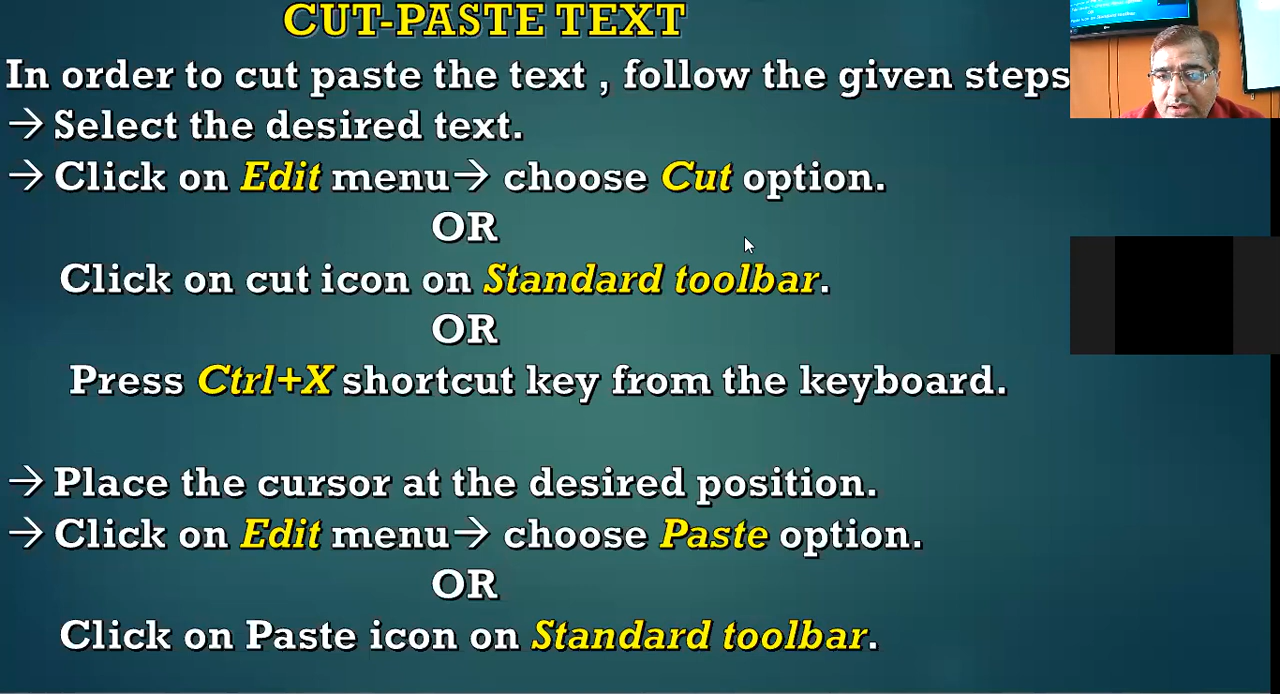 CUT-PASTE TEXT
In order to cut paste the text , follow the given steps
→ Select the desired text.
→ Click on Edit menu→ choose Cut option.
OR
Click on cut icon on Standard toolbar.
OR
Press Ctrl+X shortcut key from the keyboard.
→ Place the cursor at the desired position.
→ Click on Edit menu→ choose Paste option.
OR
Click on Paste icon on Standard toolbar.